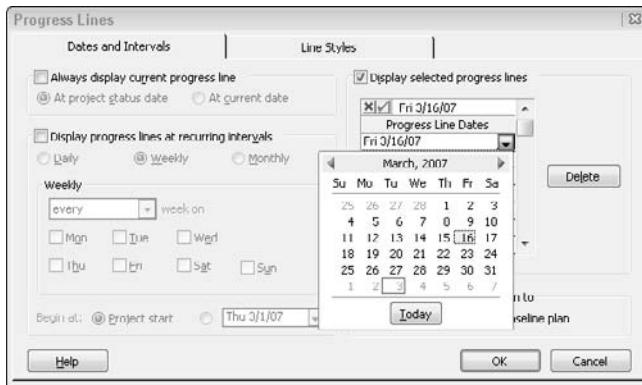 Progress Lines
Dates and Intervals
Line Styles
Always display current progress line
At project status date
At current date
Display progress lines at recurring intervals
Daily
Weekly
Monthly
Weekly
every
week on
Mon
Tue
Wed
Thu
Fri
Sat
Sun
Begin at:
Project start
Thu 3/1/07
Display selected progress lines
Fri 3/16/07
Progress Line Dates
Fri 3/16/07
Delete
March, 2007
Su Mo Tu We Th Fr Sa
25 26 27 28 1 2 3
4 5 6 7 8 9 10
11 12 13 14 15 16 17
18 19 20 21 22 23 24
25 26 27 28 29 30 31
1 2 3 4 5 6 7
Today
n to
seline plan
Help
OK
Cancel